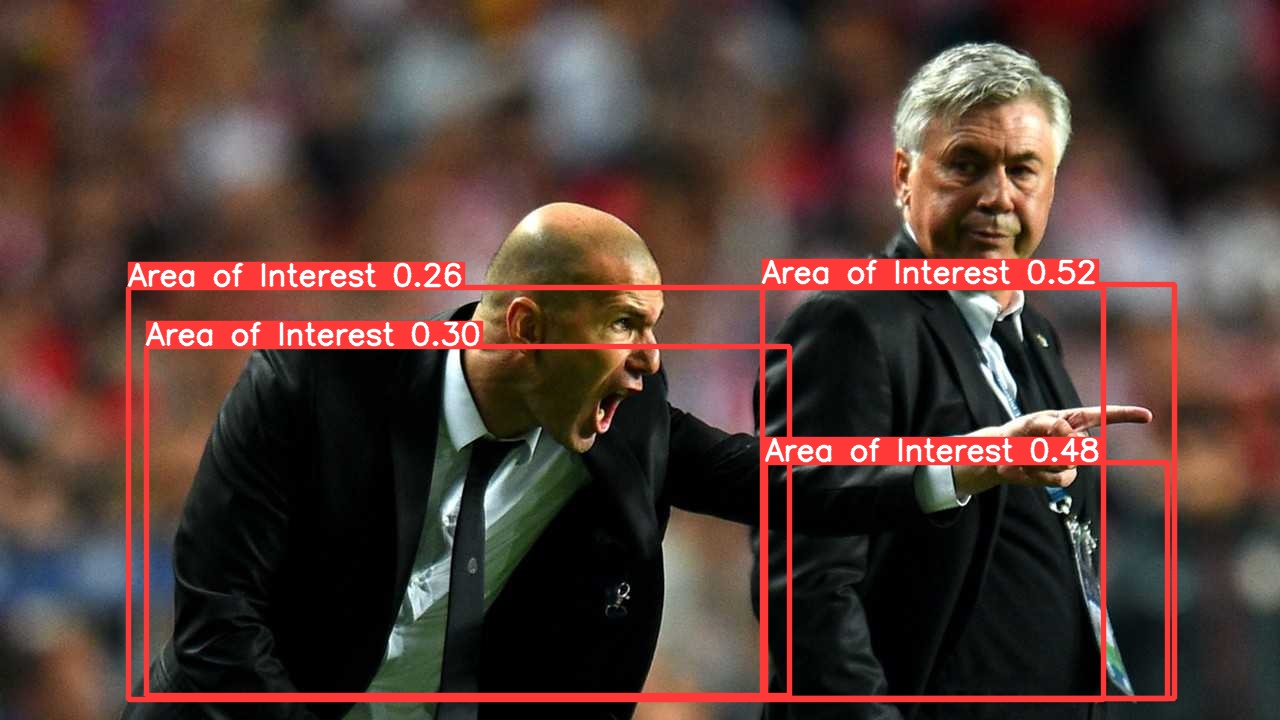 Area of Interest 0.26
Area of Interest 0.52
Area of Interest 0.30
Area of Interest 0.48